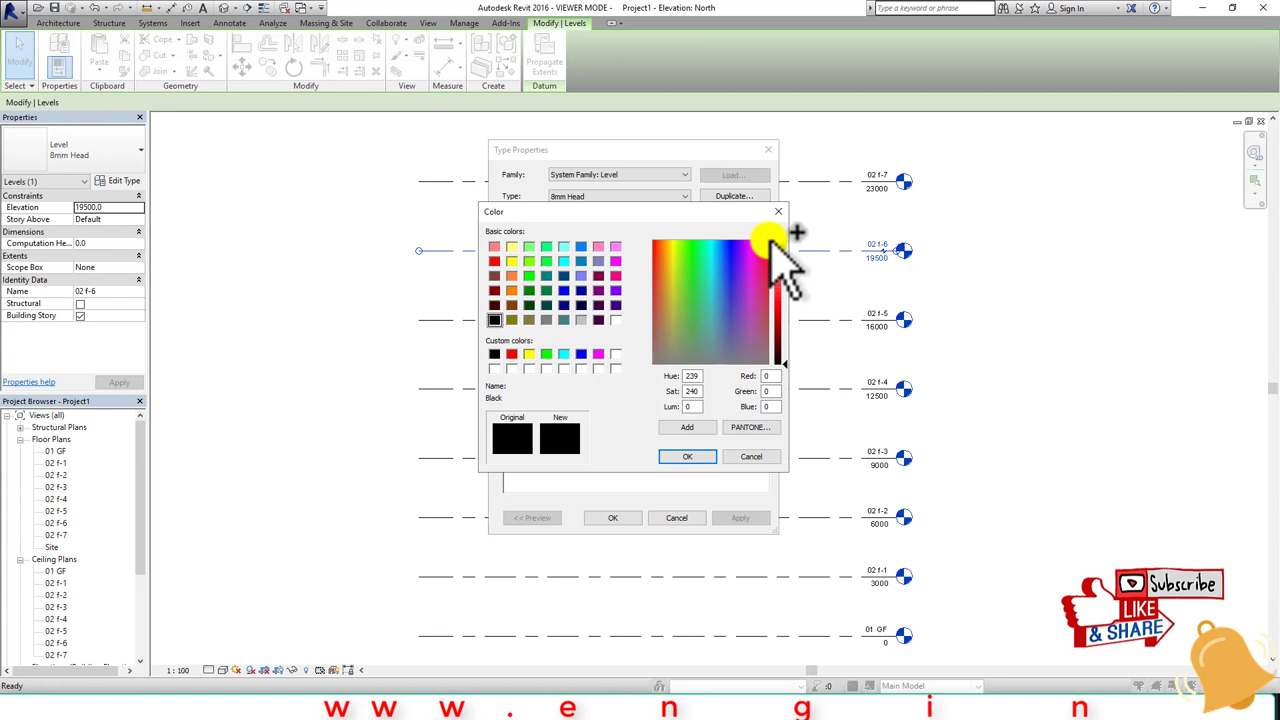 Autodesk Revit 2016 - VIEWER MODE - Project1 - Elevation: North
Type a keyword or phrase
Sign In
Architecture Structure Systems Insert Annotate Analyze Massing & Site Collaborate View Manage Add-Ins Modify | Levels
Modify
Paste
Cope
Cut
Join
Propagate
Extents
Select Properties Clipboard Geometry Modify View Measure Create Datum
Modify | Levels
Properties
Level
8mm Head
Levels (1)
Edit Type
Constraints
Elevation 19500.0
Story Above Default
Dimensions
Computation He... 0.0
Extents
Scope Box None
Identity Data
Name 02 f-6
Structural
Building Story
Properties help
Apply
Project Browser - Project1
Views (all)
Structural Plans
Floor Plans
01 GF
02 f-1
02 f-2
02 f-3
02 f-4
02 f-5
02 f-6
02 f-7
Site
Ceiling Plans
01 GF
02 f-1
02 f-2
02 f-3
02 f-4
02 f-5
02 f-6
02 f-7
Type Properties
Family: System Family: Level Load...
Type: 8mm Head Duplicate...
Color
Basic colors:
Custom colors:
Name:
Black
Original New
Hue: 239 Red: 0
Sat: 240 Green: 0
Lum: 0 Blue: 0
Add PANTONE...
OK Cancel
<< Preview OK Cancel Apply
02 f-7
23000
02 f-6
19500
02 f-5
16000
02 f-4
12500
02 f-3
9000
02 f-2
6000
02 f-1
3000
01 GF
0
Subscribe
LIKE
& SHARE
1 : 100
Ready
:0
Main Model
w w w . e n g i n